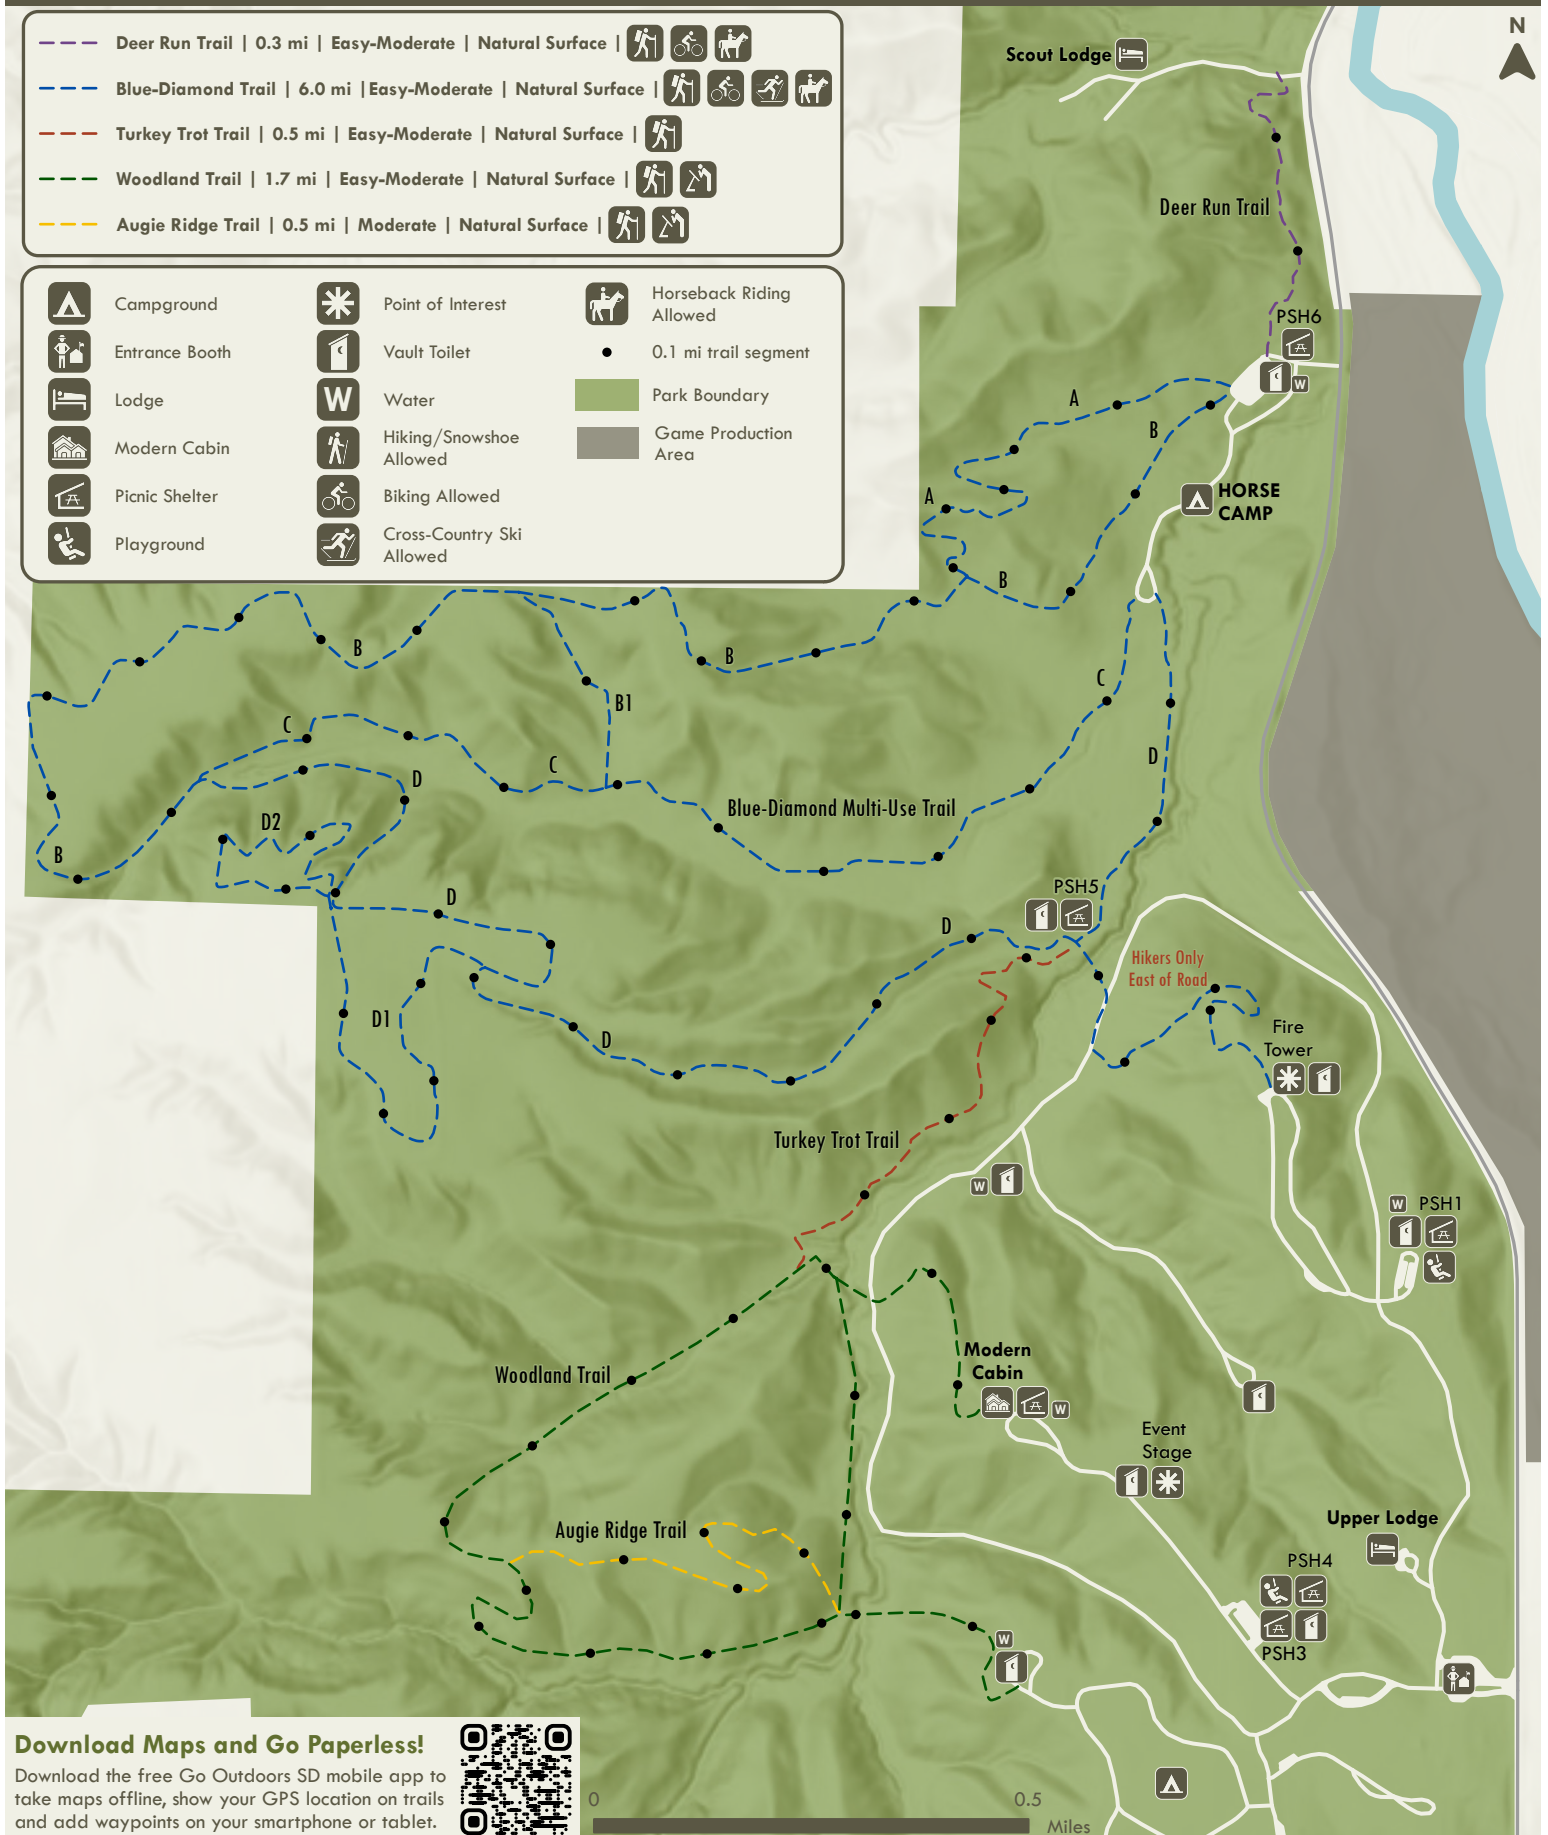 Deer Run Trail | 0.3 mi | Easy-Moderate | Natural Surface |
Blue-Diamond Trail | 6.0 mi |Easy-Moderate | Natural Surface |
Turkey Trot Trail | 0.5 mi | Easy-Moderate | Natural Surface |
Woodland Trail | 1.7 mi | Easy-Moderate | Natural Surface |
Augie Ridge Trail | 0.5 mi | Moderate | Natural Surface |
Campground
Entrance Booth
Lodge
Modern Cabin
Picnic Shelter
Playground
Point of Interest
Vault Toilet
W Water
Hiking/Snowshoe
Allowed
Biking Allowed
Cross-Country Ski
Allowed
Horseback Riding
Allowed
0.1 mi trail segment
Park Boundary
Game Production
Area
N
Scout Lodge
Deer Run Trail
PSH6
W
A
B
A
HORSE
CAMP
B
B
B
B1
C
C
C
D
D
Blue-Diamond Multi-Use Trail
D2
B
PSH5
D
D
Hikers Only
East of Road
D1
D
Fire
Tower
Turkey Trot Trail
W
W
PSH1
Modern
Cabin
W
Woodland Trail
Event
Stage
Augie Ridge Trail
Upper Lodge
PSH4
PSH3
W
Download Maps and Go Paperless!
Download the free Go Outdoors SD mobile app to
take maps offline, show your GPS location on trails
and add waypoints on your smartphone or tablet.
0
0.5
Miles